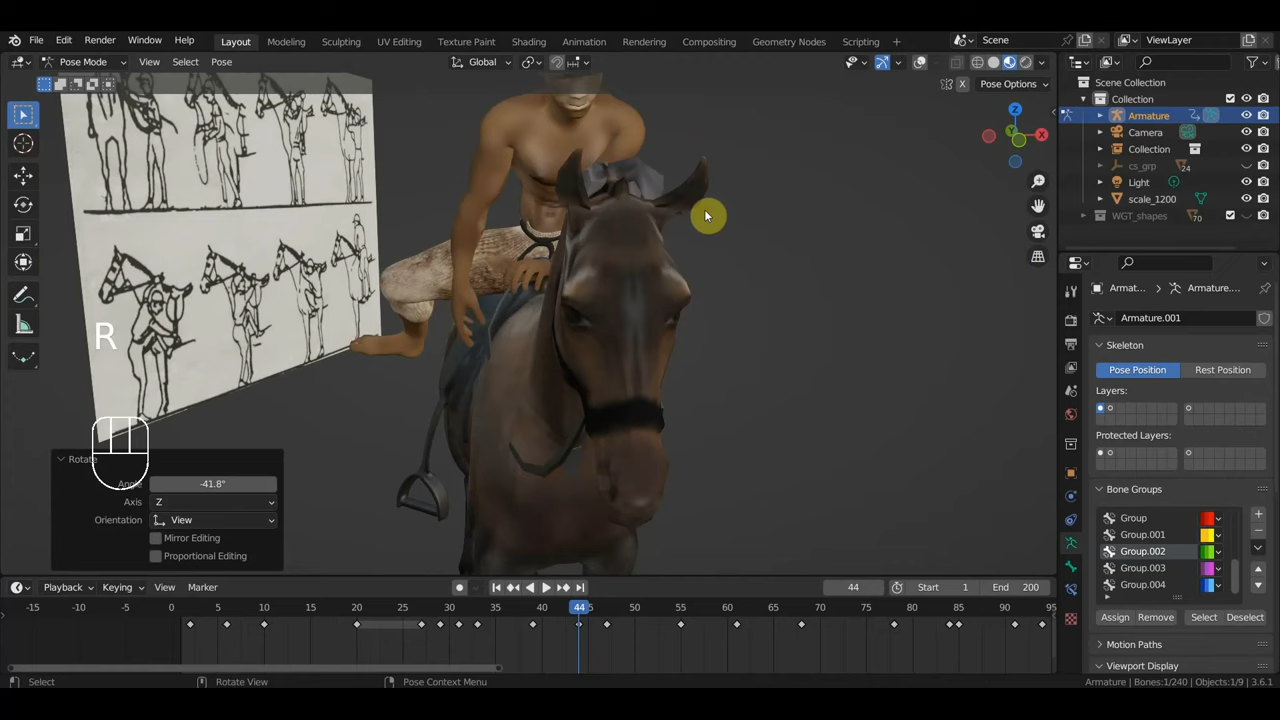 File Edit Render Window Help Layout Modeling Sculpting UV Editing Texture Paint Shading Animation Rendering Compositing Geometry Nodes Scripting + Scene ViewLayer
Pose Mode View Select Pose Global
X Pose Options
Scene Collection
Collection
Armature
Camera
Collection
cs_grp 24
Light
scale_1200
WGT_shapes 70
Z
X
Armat... Armature....
Armature.001
Skeleton
Pose Position Rest Position
Layers:
Protected Layers:
Bone Groups
Group
Group.001
Group.002
Group.003
Group.004
Assign Remove Select Deselect
Motion Paths
Viewport Display
R
Rotate
Angle -41.8°
Axis Z
Orientation View
Mirror Editing
Proportional Editing
Playback Keying View Marker 44 Start 1 End 200
-15 -10 -5 0 5 10 15 20 25 30 35 40 44 45 50 55 60 65 70 75 80 85 90 95
Select Rotate View Pose Context Menu Armature | Bones:1/240 | Objects:1/9 | 3.6.1